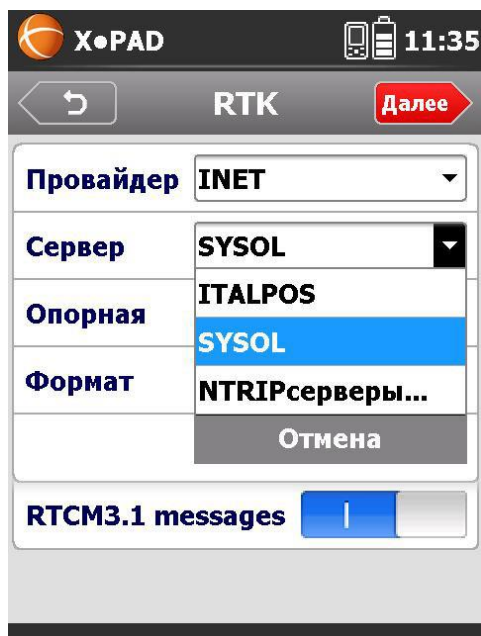 X•PAD 11:35
RTK Далее
Провайдер INET
Сервер SYSOL
ITALPOS
Опорная
SYSOL
Формат
NTRIPсерверы...
Отмена
RTCM3.1 messages